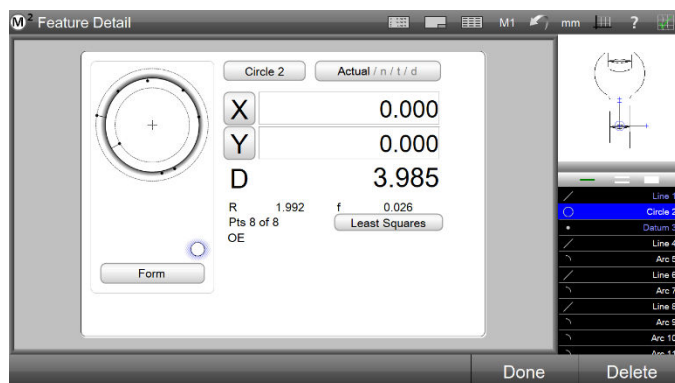 M² Feature Detail
M1
mm
?
Circle 2
Actual / n / t / d
X 0.000
Y 0.000
D 3.985
R 1.992 f 0.026
Pts 8 of 8
Least Squares
OE
Form
Line 1
Circle 2
Datum 3
Line 4
Arc 5
Line 6
Arc 7
Line 8
Arc 9
Arc 10
Arc 11
Done
Delete